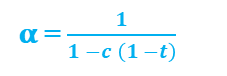 α = 1 / 1 – c (1 – t)